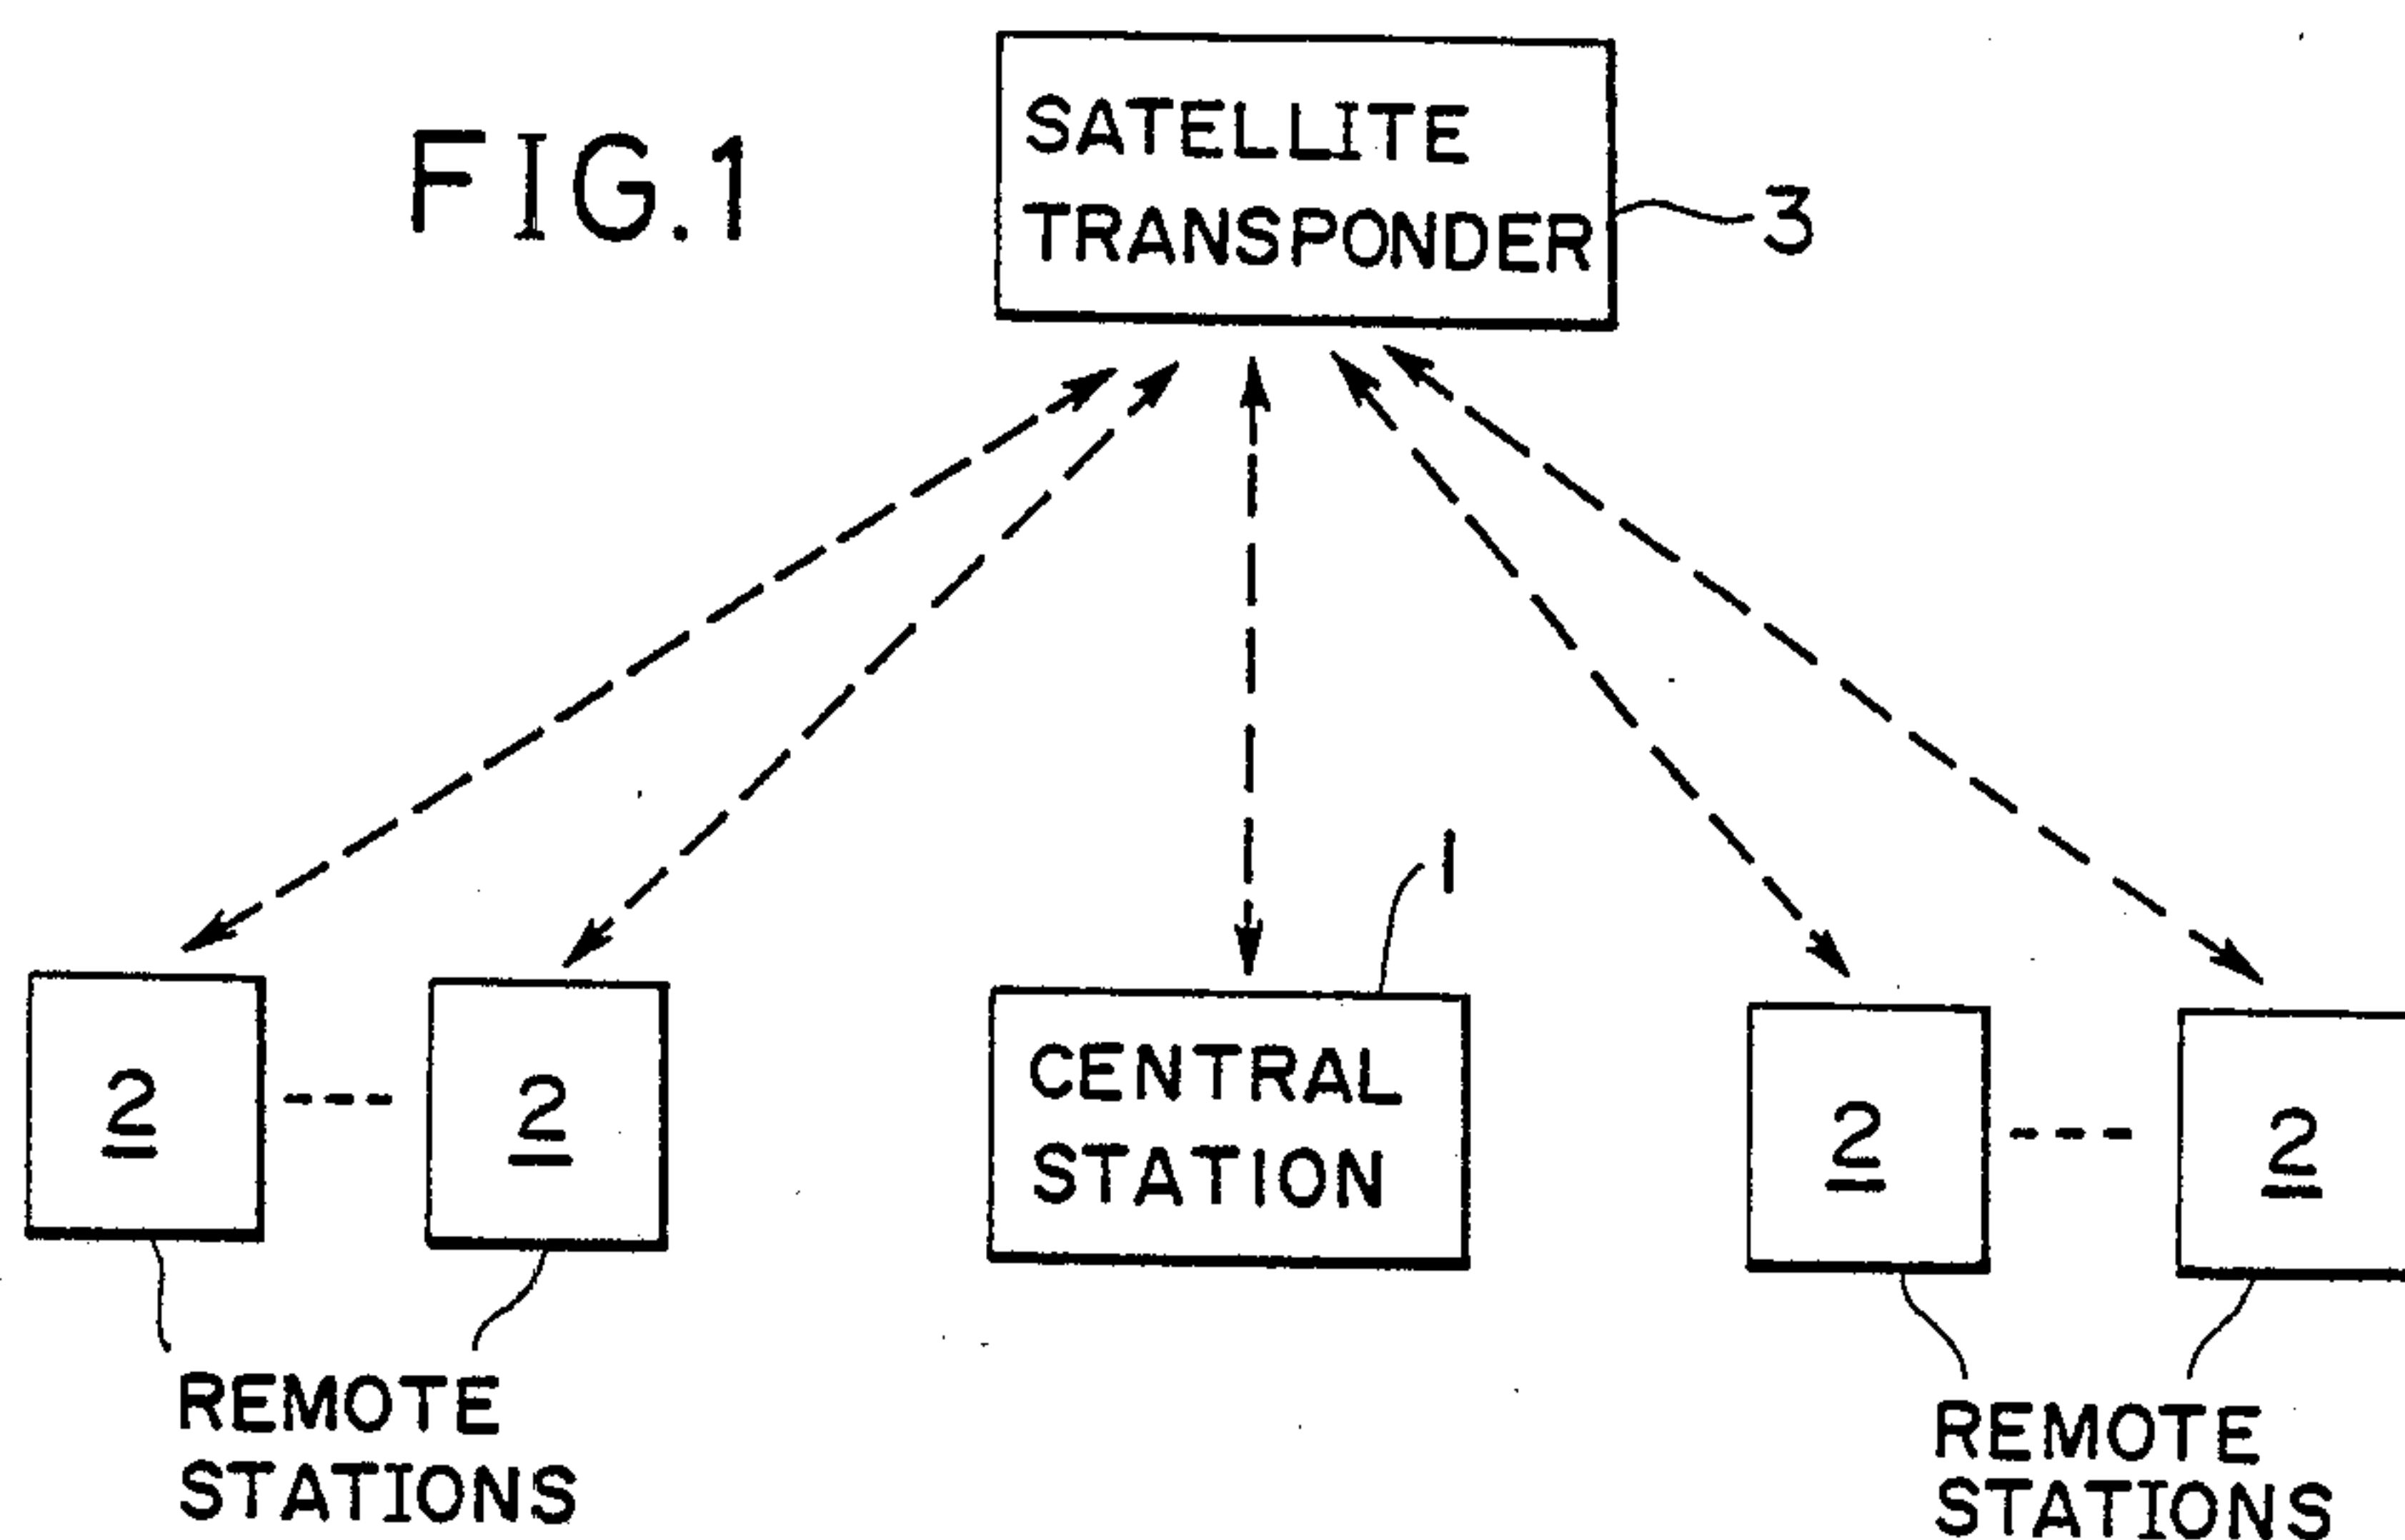 FIG.1
SATELLITE
TRANSPONDER
3
1
2
2
CENTRAL
STATION
2
2
REMOTE
STATIONS
REMOTE
STATIONS